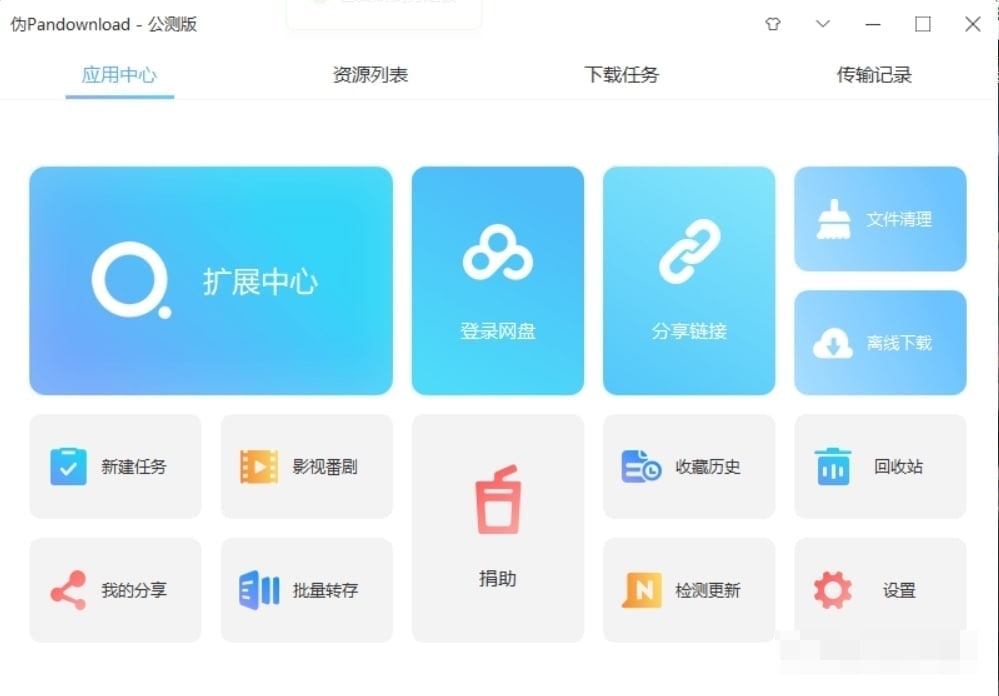 伪Pandownload - 公测版
应用中心
资源列表
下载任务
传输记录
扩展中心
登录网盘
分享链接
文件清理
离线下载
新建任务
影视番剧
捐助
收藏历史
回收站
我的分享
批量转存
N
检测更新
设置